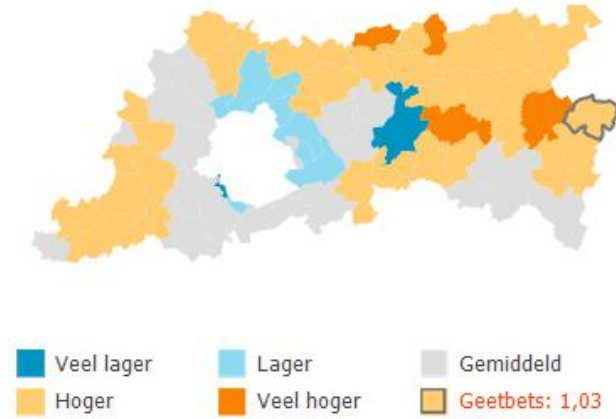 Veel lager
Lager
Gemiddeld
Hoger
Veel hoger
Geetbets: 1,03